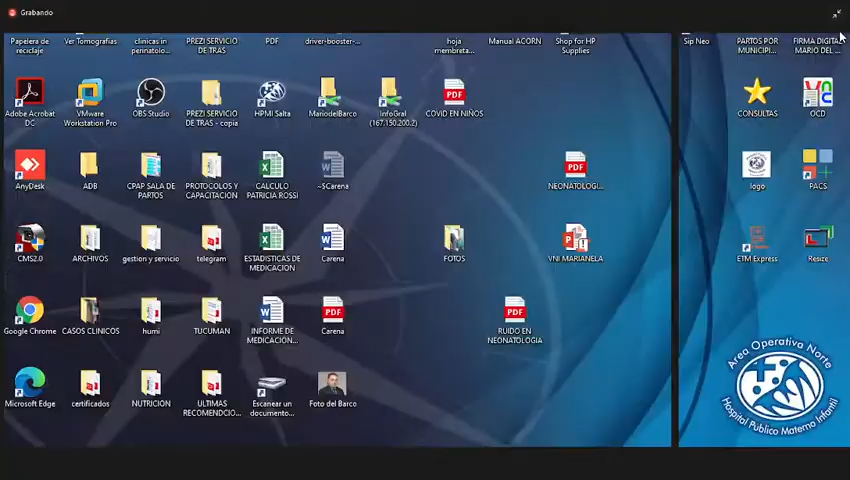 Grabando
Papelera de reciclaje
Ver Tomografias
clinicas en perinatolo...
PREZI SERVICIO DE TRAS
PDF
driver-booster-...
hoja membreta...
Manual ACORN
Shop for HP Supplies
Sip Neo
PARTOS POR MUNICIPI...
FIRMA DIGITAL MARIO DEL ...
Adobe Acrobat DC
VMware Workstation Pro
OBS Studio
PREZI SERVICIO DE TRAS - copia
HPMI Salta
MariodelBarco
InfoGral (167.150.200.2)
COVID EN NIÑOS
CONSULTAS
OCD
AnyDesk
ADB
CPAP SALA DE PARTOS
PROTOCOLOS Y CAPACITACION
CALCULO PATRICIA ROSSI
~$Carena
NEONATOLOGI...
logo
PACS
CMS2.0
ARCHIVOS
gestion y servicio
telegram
ESTADISTICAS DE MEDICACION
Carena
FOTOS
VNI MARIANELA
ETM Express
Resize
Google Chrome
CASOS CLINICOS
humi
TUCUMAN
INFORME DE MEDICACION...
Carena
RUIDO EN NEONATOLOGIA
Microsoft Edge
certificados
NUTRICION
ULTIMAS RECOMENDCIO...
Escanear un documento...
Foto del Barco
Area Operativa Norte
Hospital Público Materno Infantil